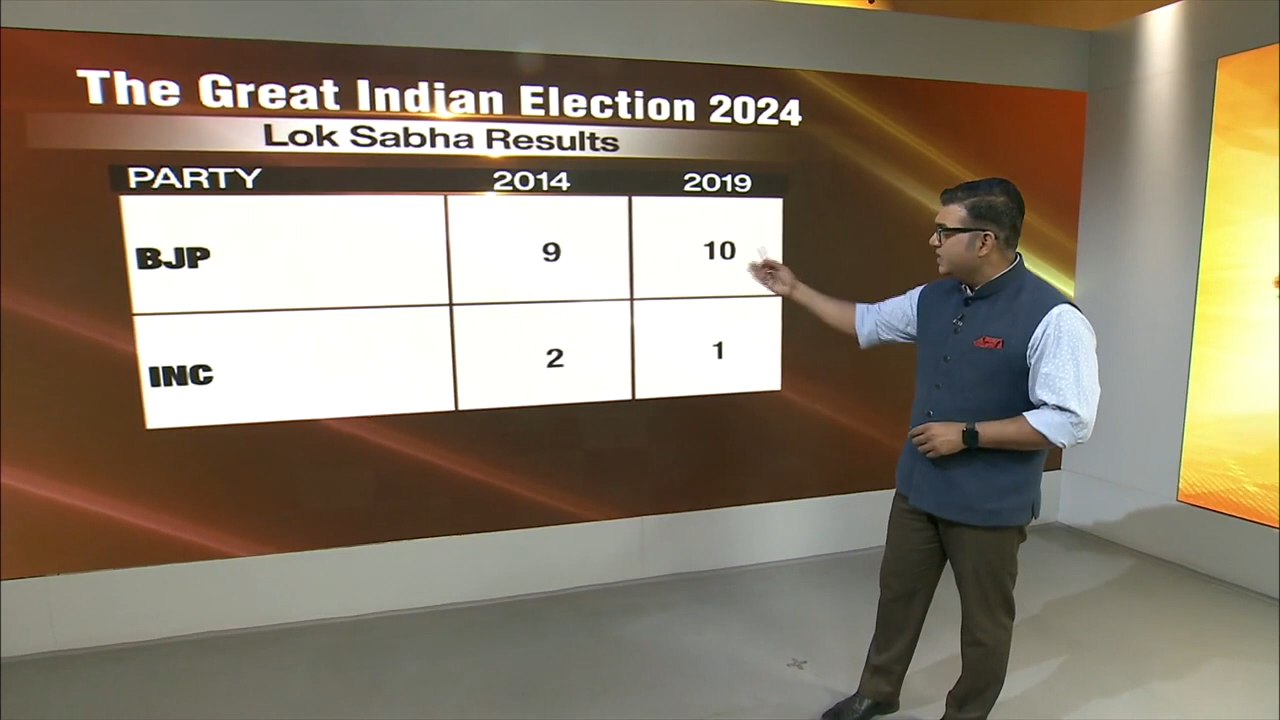 The Great Indian Election 2024
Lok Sabha Results
PARTY 2014 2019
BJP 9 10
INC 2 1